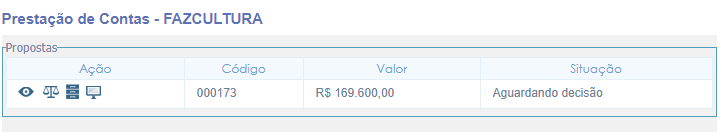 Prestação de Contas - FAZCULTURA
Propostas
Ação Código Valor Situação
000173 R$ 169.600,00 Aguardando decisão